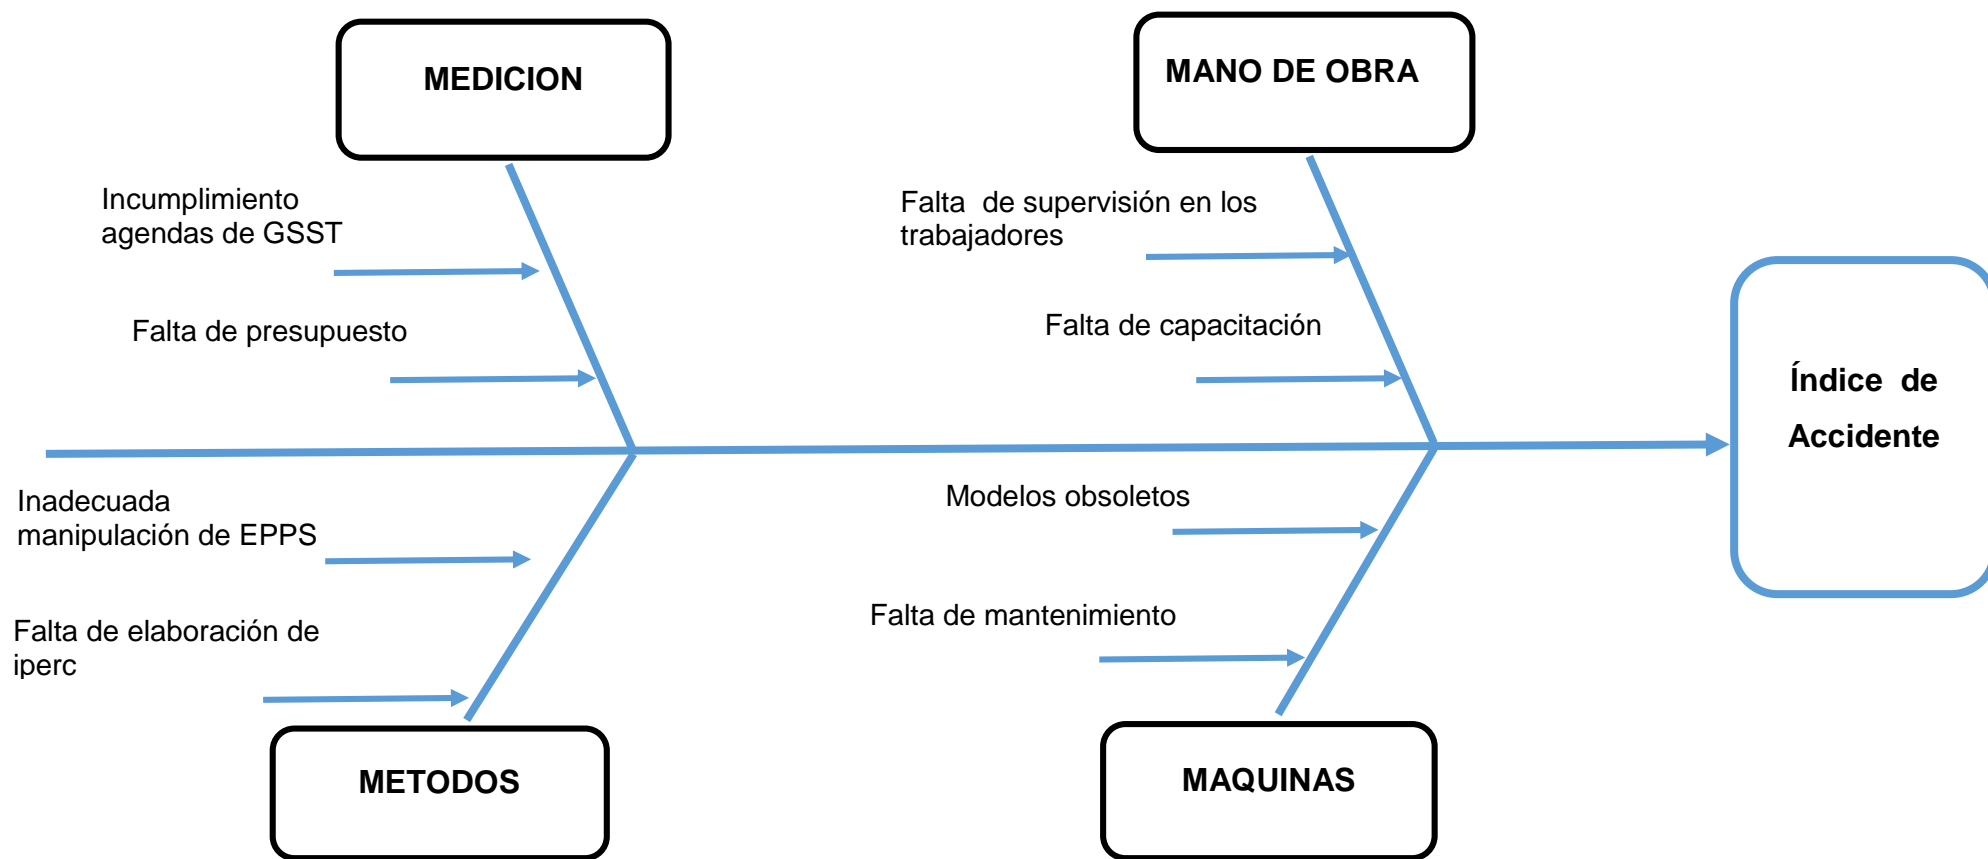 MEDICION
MANO DE OBRA
Incumplimiento
agendas de GSST
Falta de supervisión en los
trabajadores
Falta de presupuesto
Falta de capacitación
Índice de
Accidente
Inadecuada
manipulación de EPPS
Modelos obsoletos
Falta de elaboración de
iperc
Falta de mantenimiento
METODOS
MAQUINAS